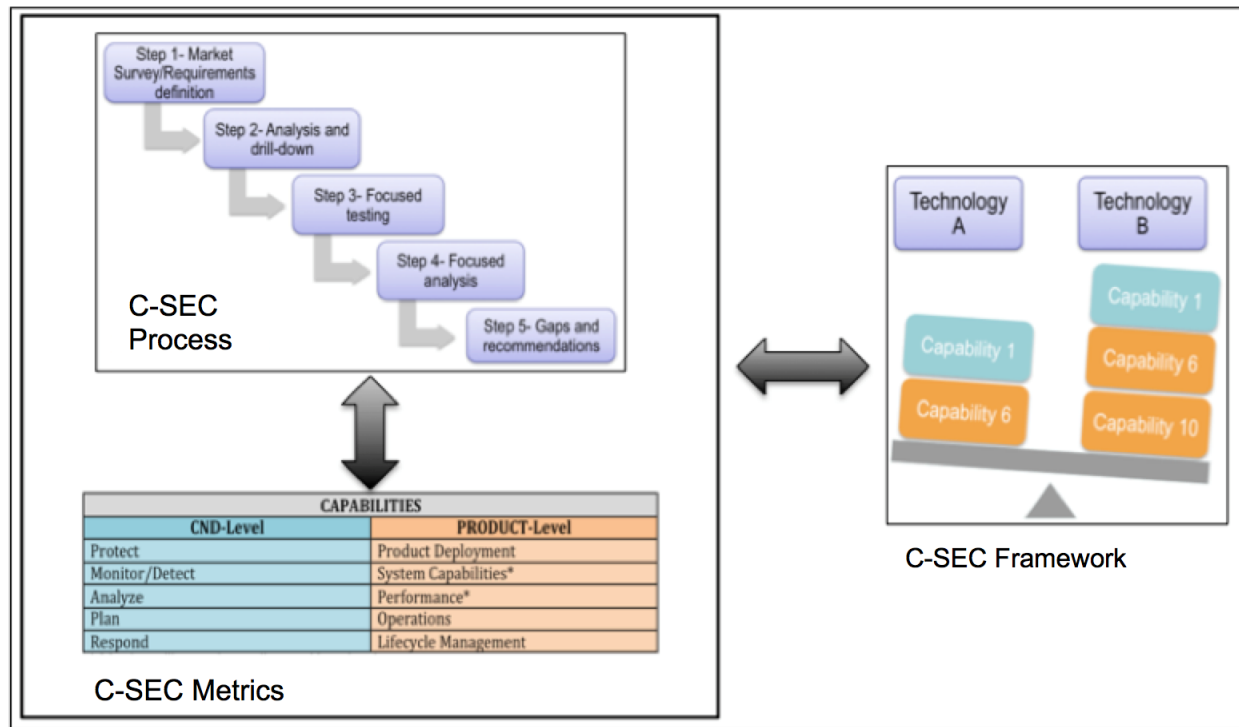 Step 1- Market
Survey/Requirements
definition
Step 2- Analysis and
drill-down
Step 3- Focused
testing
Step 4- Focused
analysis
Step 5- Gaps and
recommendations
C-SEC
Process
CAPABILITIES
CND-Level PRODUCT-Level
Protect Product Deployment
Monitor/Detect System Capabilities*
Analyze Performance*
Plan Operations
Respond Lifecycle Management
C-SEC Metrics
Technology
A
Technology
B
Capability 1
Capability 6
Capability 1
Capability 6
Capability 10
C-SEC Framework